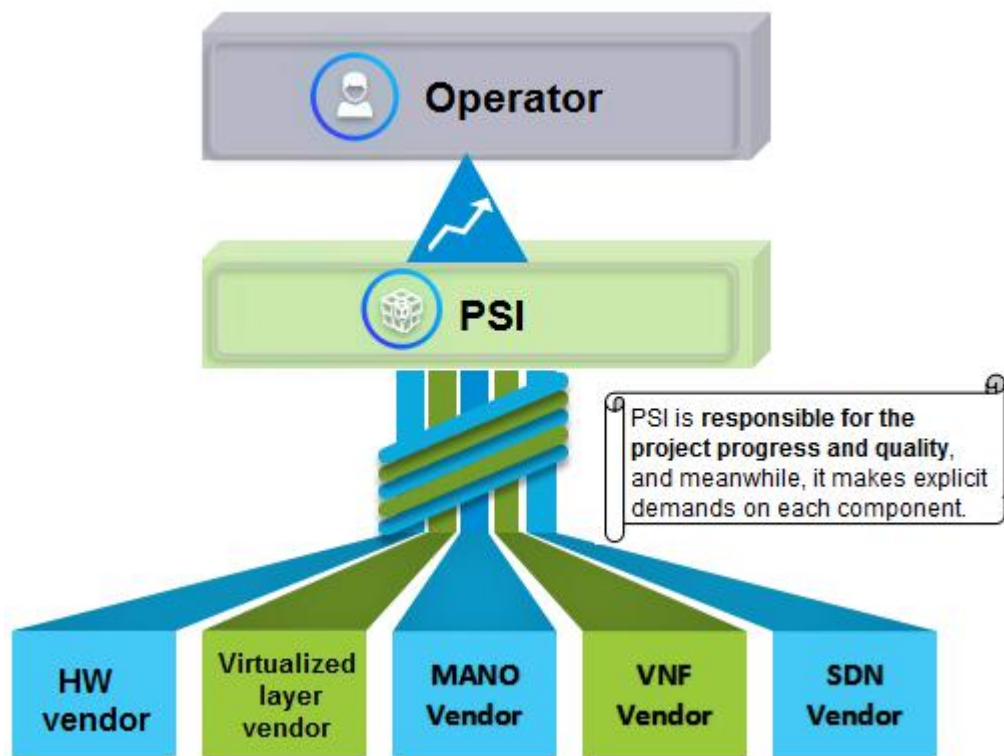 Operator
PSI
PSI is responsible for the
project progress and quality,
and meanwhile, it makes explicit
demands on each component.
HW
vendor
Virtualized
layer
vendor
MANO
Vendor
VNF
Vendor
SDN
Vendor